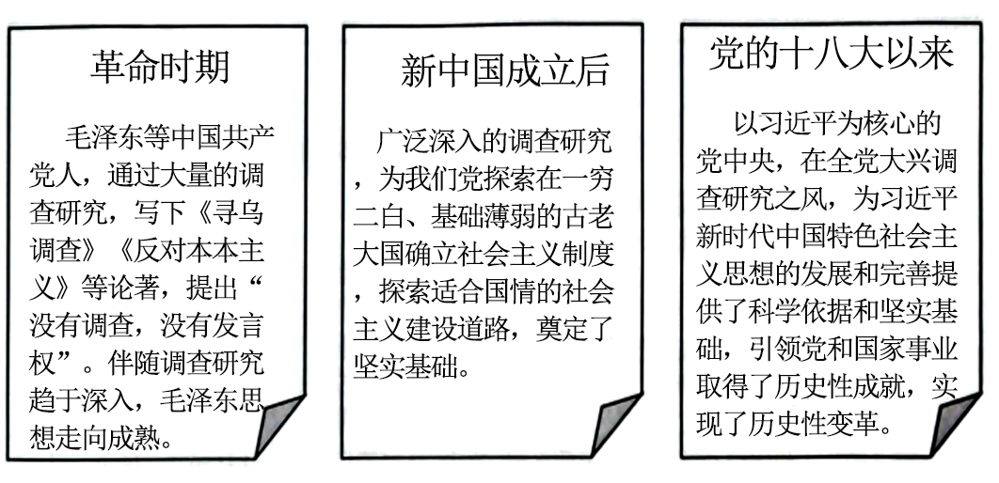 革命时期
毛泽东等中国共产
党人，通过大量的调
查研究，写下《寻乌
调查》《反对本本主
义》等论著，提出“
没有调查，没有发言
权”。伴随调查研究
趋于深入，毛泽东思
想走向成熟。
新中国成立后
广泛深入的调查研究
，为我们党探索在一穷
二白、基础薄弱的古老
大国确立社会主义制度
，探索适合国情的社会
主义建设道路，奠定了
坚实基础。
党的十八大以来
以习近平为核心的
党中央，在全党大兴调
查研究之风，为习近平
新时代中国特色社会主
义思想的发展和完善提
供了科学依据和坚实基
础，引领党和国家事业
取得了历史性成就，实
现了历史性变革。